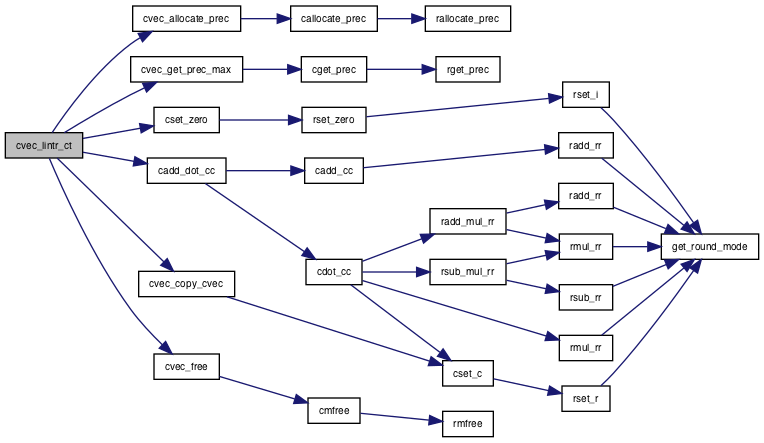 cvec_lintr_ct
cvec_allocate_prec
callocate_prec
rallocate_prec
cvec_get_prec_max
cget_prec
rget_prec
cset_zero
rset_zero
rset_i
cadd_dot_cc
cadd_cc
radd_rr
cdot_cc
radd_mul_rr
radd_rr
rmul_rr
get_round_mode
rsub_mul_rr
rsub_rr
cvec_copy_cvec
rmul_rr
cvec_free
cset_c
rset_r
cmfree
rmfree